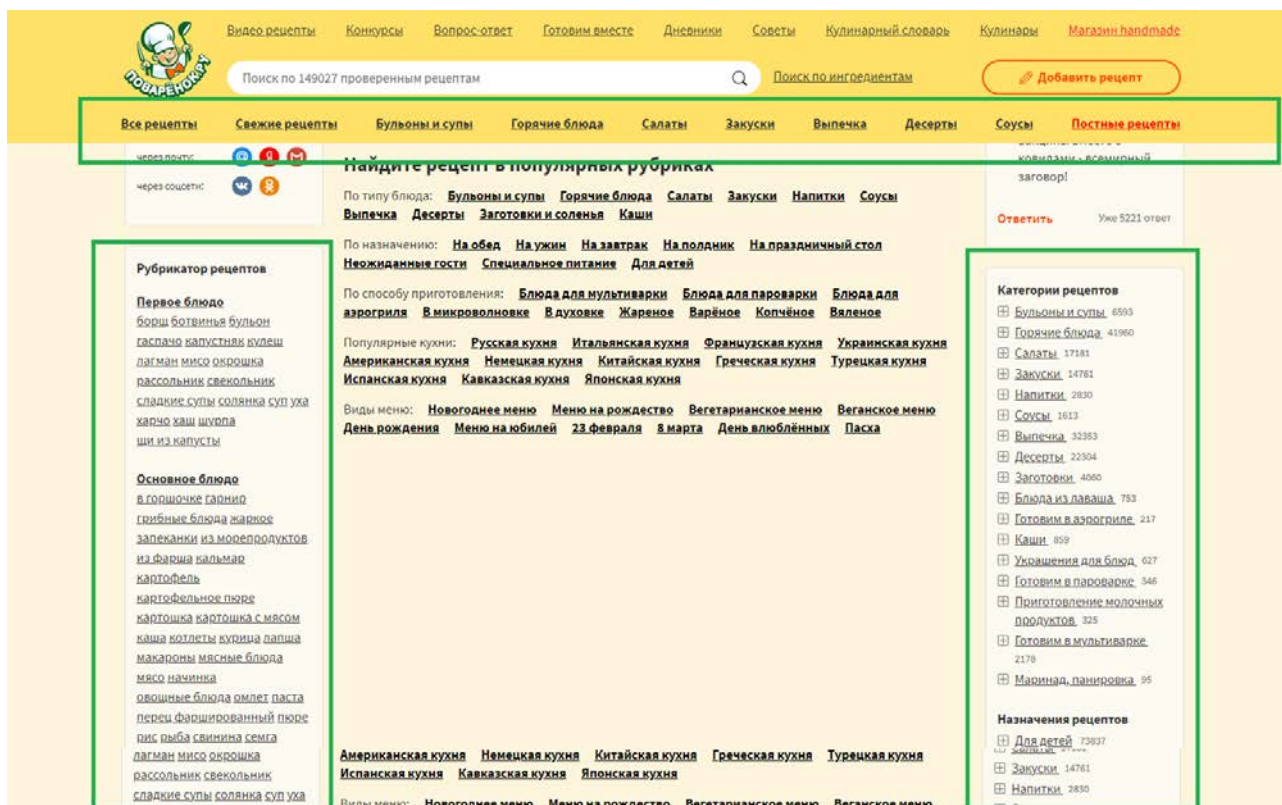 Видео рецепты Конкурсы Вопрос-ответ Готовим вместе Дневники Советы Кулинарный словарь Кулинары Магазин handmade
ПОВАРЕНОК.РУ
Поиск по 149027 проверенным рецептам Поиск по ингредиентам Добавить рецепт
Все рецепты Свежие рецепты Бульоны и супы Горячие блюда Салаты Закуски Выпечка Десерты Соусы Постные рецепты
через почту:
через соцсети:
Рубрикатор рецептов
Первое блюдо
борщ ботвинья бульон
гаспачо капустняк кулеш
лагман мисо окрошка
рассольник свекольник
сладкие супы солянка суп уха
харчо хаш шурпа
щи из капусты
Основное блюдо
в горшочке гарнир
грибные блюда жаркое
запеканки из морепродуктов
из фарша кальмар
картофель
картофельное пюре
картошка картошка с мясом
каша котлеты курица лапша
макароны мясные блюда
мясо начинка
овощные блюда омлет паста
перец фаршированный пюре
рис рыба свинина семга
лагман мисо окрошка
рассольник свекольник
сладкие супы солянка суп уха
Найдите рецепт в популярных рубриках
По типу блюда: Бульоны и супы Горячие блюда Салаты Закуски Напитки Соусы
Выпечка Десерты Заготовки и соленья Каши
По назначению: На обед На ужин На завтрак На полдник На праздничный стол
Неожиданные гости Специальное питание Для детей
По способу приготовления: Блюда для мультиварки Блюда для пароварки Блюда для
аэрогриля В микроволновке В духовке Жареное Варёное Копчёное Вяленое
Популярные кухни: Русская кухня Итальянская кухня Французская кухня Украинская кухня
Американская кухня Немецкая кухня Китайская кухня Греческая кухня Турецкая кухня
Испанская кухня Кавказская кухня Японская кухня
Виды меню: Новогоднее меню Меню на рождество Вегетарианское меню Веганское меню
День рождения Меню на юбилей 23 февраля 8 марта День влюблённых Пасха
Американская кухня Немецкая кухня Китайская кухня Греческая кухня Турецкая кухня
Испанская кухня Кавказская кухня Японская кухня
Виды меню: Новогоднее меню Меню на рождество Вегетарианское меню Веганское меню
ковидами - всемирный
заговор!
Ответить Уже 5221 ответ
Категории рецептов
Бульоны и супы 6593
Горячие блюда 41960
Салаты 17181
Закуски 14761
Напитки 2830
Соусы 1613
Выпечка 32353
Десерты 22304
Заготовки 4060
Блюда из лаваша 753
Готовим в аэрогриле 217
Каши 859
Украшения для блюд 627
Готовим в пароварке 346
Приготовление молочных
продуктов 325
Готовим в мультиварке
2178
Маринад, панировка 95
Назначения рецептов
Для детей 73837
Закуски 14761
Напитки 2830